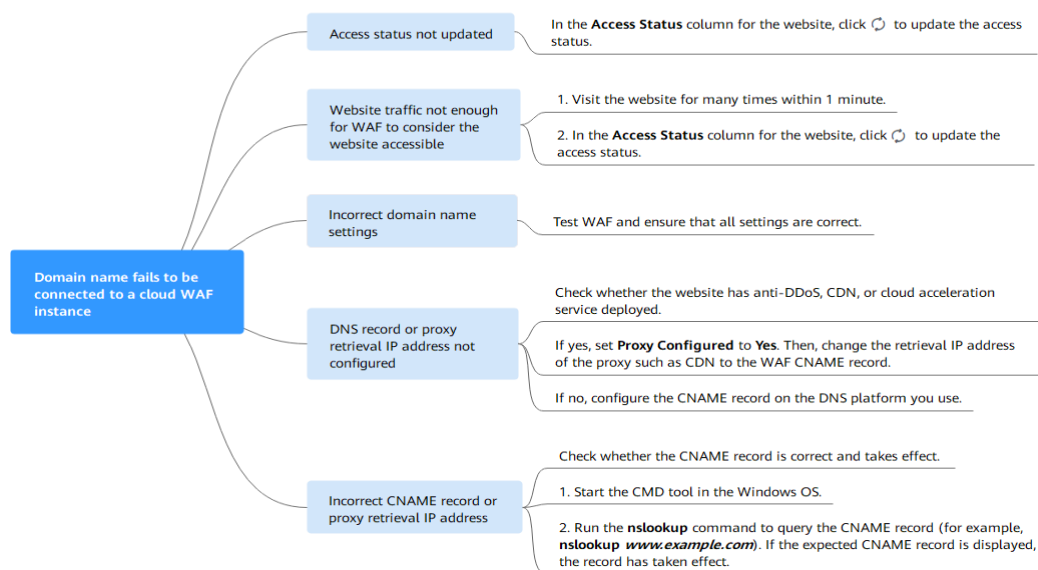 Domain name fails to be
connected to a cloud WAF
instance
Access status not updated
In the Access Status column for the website, click to update the access
status.
Website traffic not enough
for WAF to consider the
website accessible
1. Visit the website for many times within 1 minute.
2. In the Access Status column for the website, click to update the
access status.
Incorrect domain name
settings
Test WAF and ensure that all settings are correct.
DNS record or proxy
retrieval IP address not
configured
Check whether the website has anti-DDoS, CDN, or cloud acceleration
service deployed.
If yes, set Proxy Configured to Yes. Then, change the retrieval IP address
of the proxy such as CDN to the WAF CNAME record.
If no, configure the CNAME record on the DNS platform you use.
Incorrect CNAME record or
proxy retrieval IP address
Check whether the CNAME record is correct and takes effect.
1. Start the CMD tool in the Windows OS.
2. Run the nslookup command to query the CNAME record (for example,
nslookup www.example.com). If the expected CNAME record is displayed,
the record has taken effect.